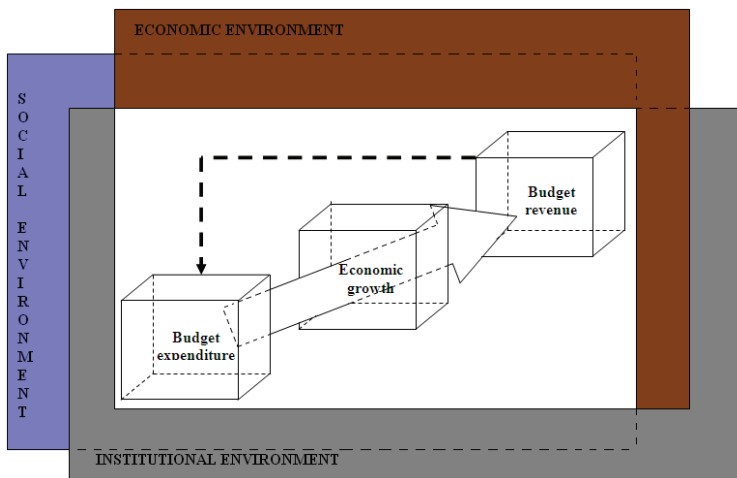 ECONOMIC ENVIRONMENT
SOCIAL ENVIRONMENT
Budget
revenue
Economic
growth
Budget
expenditure
INSTITUTIONAL ENVIRONMENT